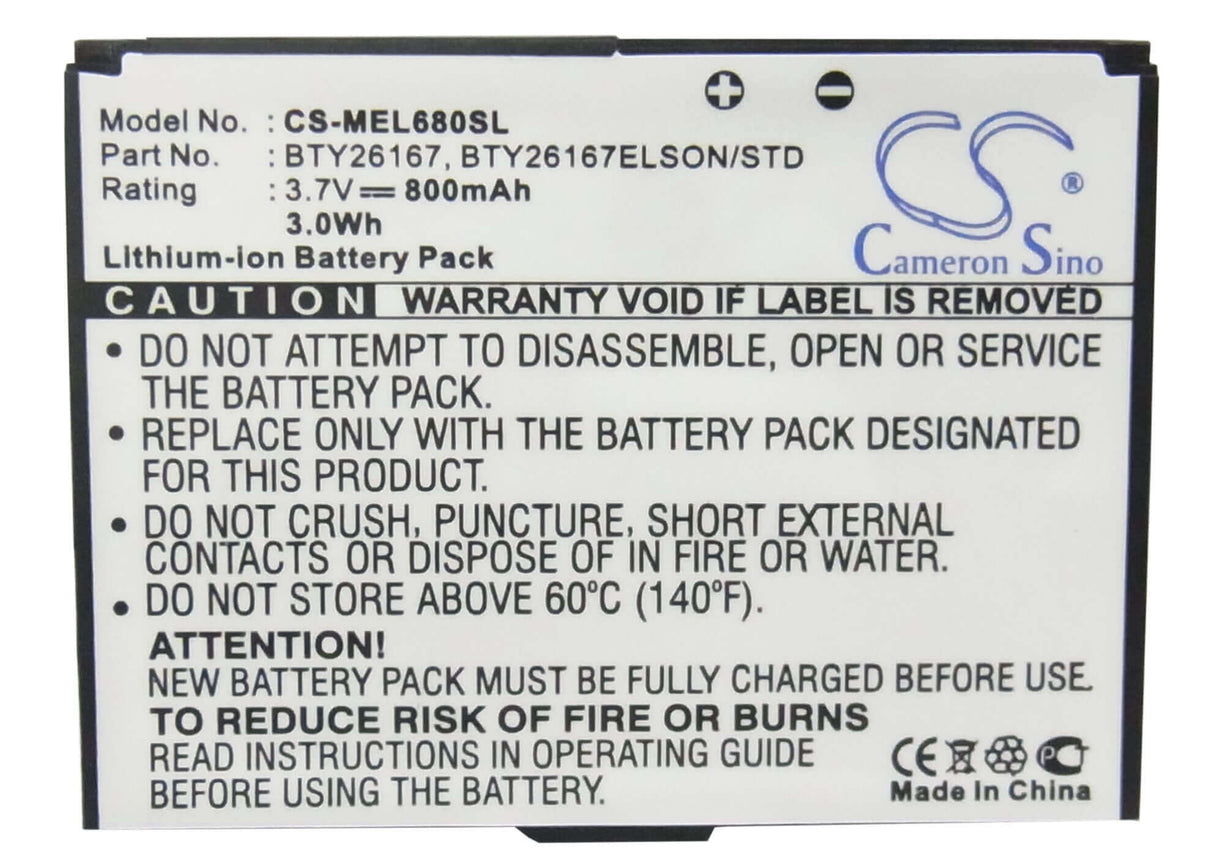 Model No. : CS-MEL680SL
Part No. : BTY26167, BTY26167ELSON/STD
Rating : 3.7V⎓800mAh
3.0Wh
Lithium-ion Battery Pack
CS ®
Cameron Sino
CAUTION WARRANTY VOID IF LABEL IS REMOVED
• DO NOT ATTEMPT TO DISASSEMBLE, OPEN OR SERVICE
THE BATTERY PACK.
• REPLACE ONLY WITH THE BATTERY PACK DESIGNATED
FOR THIS PRODUCT.
• DO NOT CRUSH, PUNCTURE, SHORT EXTERNAL
CONTACTS OR DISPOSE OF IN FIRE OR WATER.
• DO NOT STORE ABOVE 60°C (140°F).
ATTENTION!
NEW BATTERY PACK MUST BE FULLY CHARGED BEFORE USE.
TO REDUCE RISK OF FIRE OR BURNS
READ INSTRUCTIONS IN OPERATING GUIDE
BEFORE USING THE BATTERY.
CE
Made In China